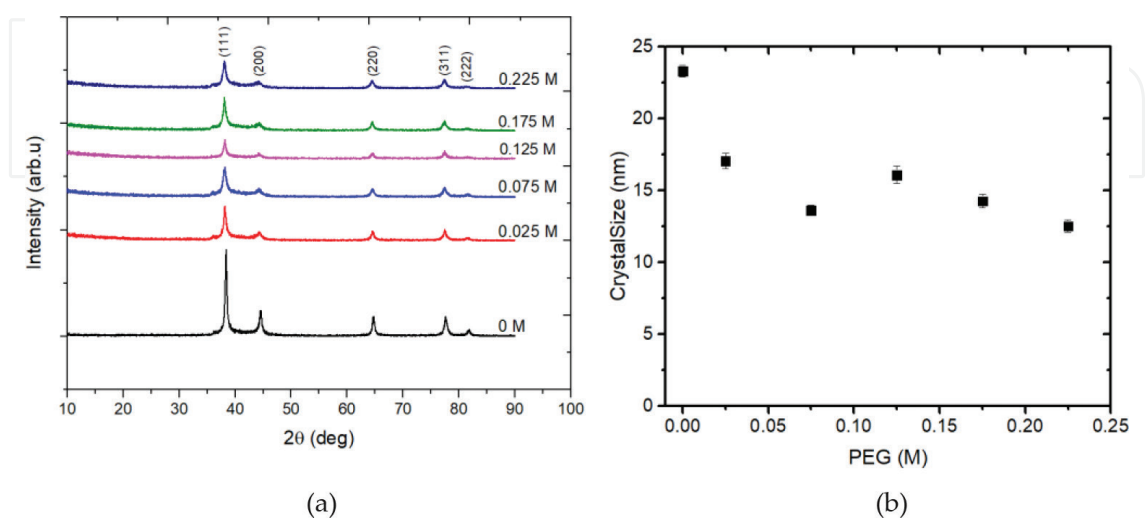 (111)
(200)
(220)
(311)
(222)
0.225 M
0.175 M
0.125 M
0.075 M
0.025 M
0 M
Intensity (arb.u)
10 20 30 40 50 60 70 80 90 100
2θ (deg)
(a)
25
20
15
10
5
0
CrystalSize (nm)
0.00 0.05 0.10 0.15 0.20 0.25
PEG (M)
(b)